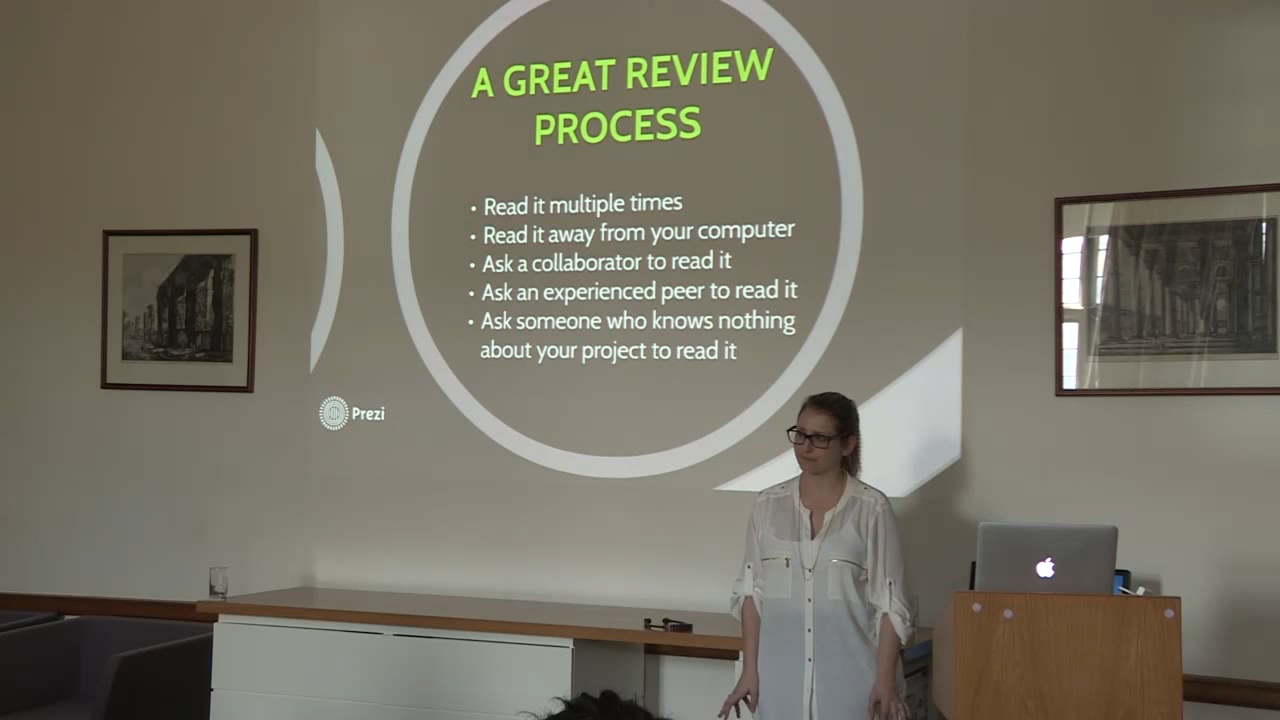 A GREAT REVIEW
PROCESS
• Read it multiple times
• Read it away from your computer
• Ask a collaborator to read it
• Ask an experienced peer to read it
• Ask someone who knows nothing
about your project to read it
Prezi